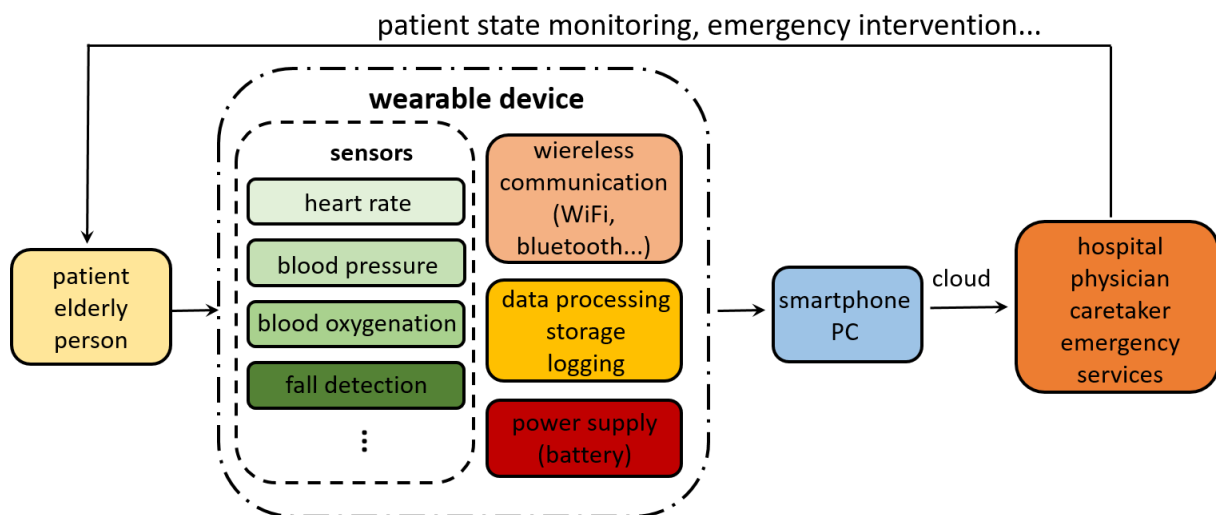 patient state monitoring, emergency intervention...
wearable device
sensors
heart rate
blood pressure
blood oxygenation
fall detection
⋮
wiereless
communication
(WiFi,
bluetooth...)
data processing
storage
logging
power supply
(battery)
patient
elderly
person
smartphone
PC
cloud
hospital
physician
caretaker
emergency
services